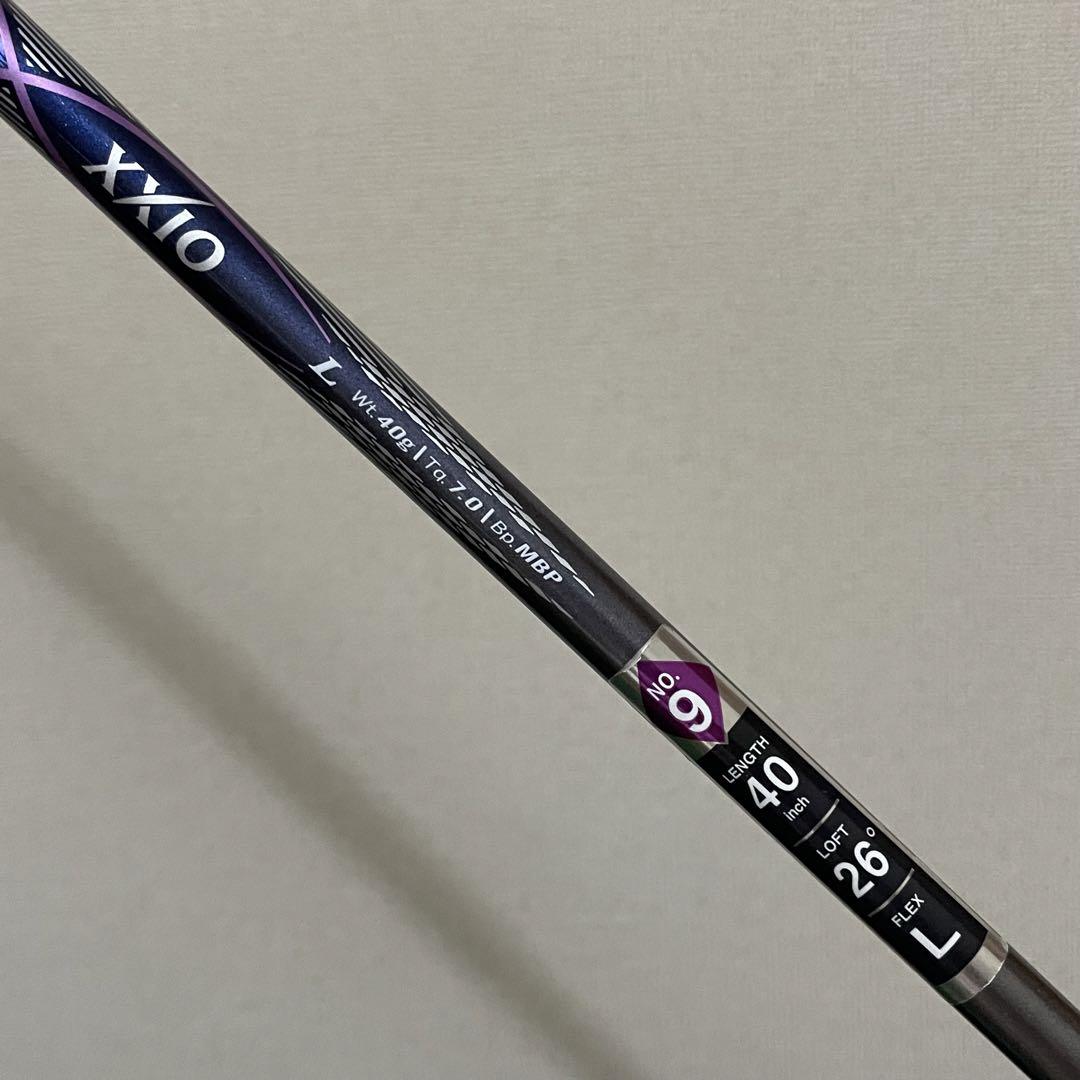 XXIO
L
Wt. 40g | Tq. 7.0 | Bp. MBP
NO.
9
LENGTH
40
inch
LOFT
26°
FLEX
L